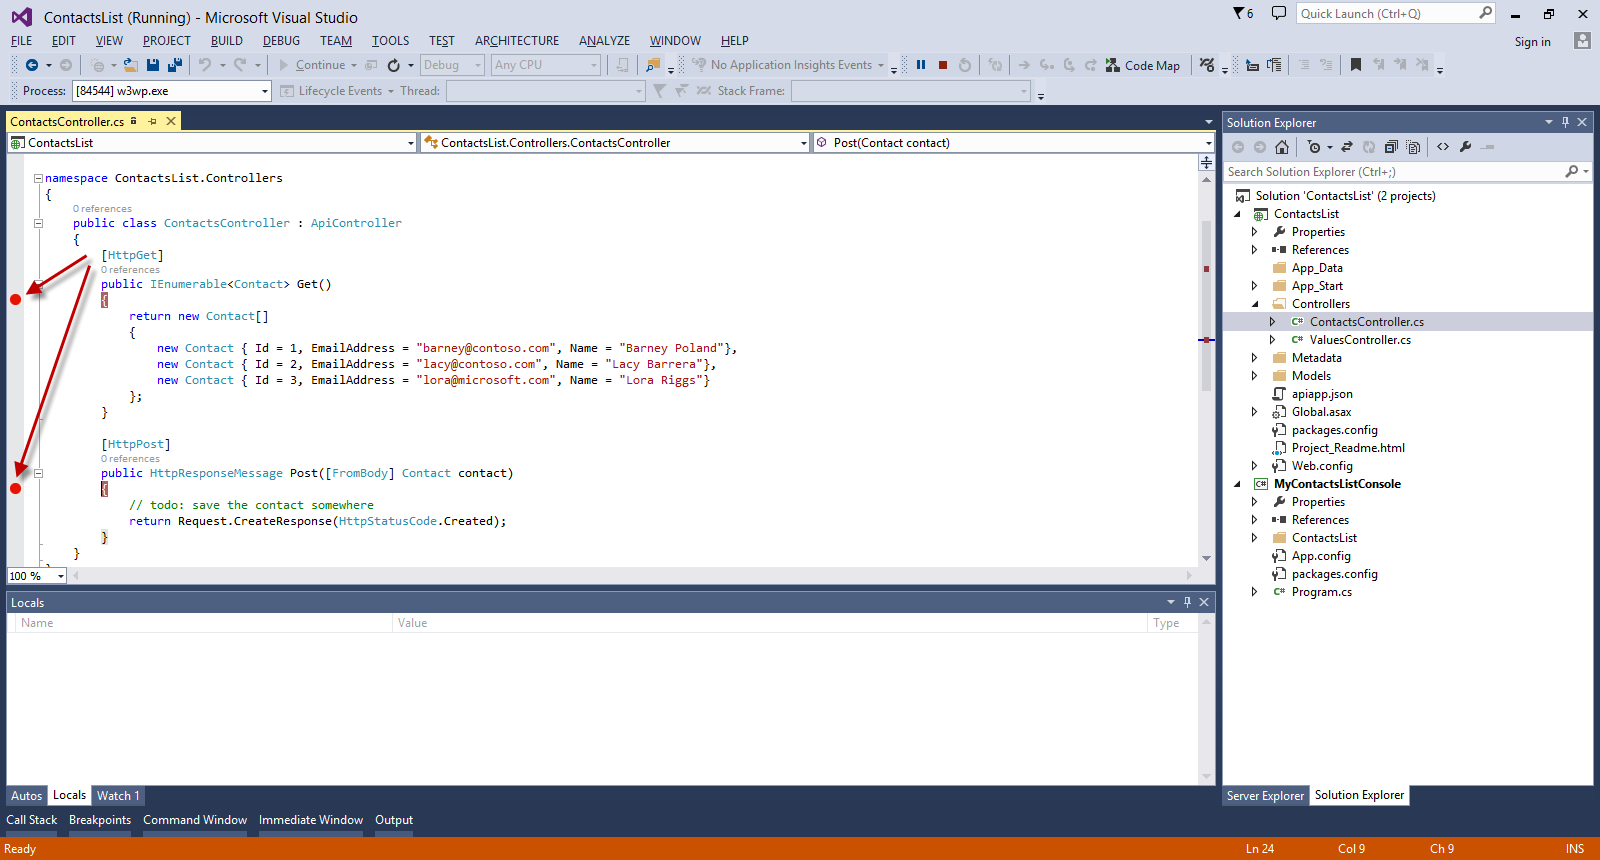 ContactsList (Running) - Microsoft Visual Studio
6
Quick Launch (Ctrl+Q)
FILE EDIT VIEW PROJECT BUILD DEBUG TEAM TOOLS TEST ARCHITECTURE ANALYZE WINDOW HELP
Sign in
Continue Debug Any CPU No Application Insights Events Code Map
Process: [84544] w3wp.exe Lifecycle Events Thread: Stack Frame:
ContactsController.cs
ContactsList ContactsList.Controllers.ContactsController Post(Contact contact)
namespace ContactsList.Controllers
{
0 references
public class ContactsController : ApiController
{
[HttpGet]
0 references
public IEnumerable<Contact> Get()
{
return new Contact[]
{
new Contact { Id = 1, EmailAddress = "barney@contoso.com", Name = "Barney Poland"},
new Contact { Id = 2, EmailAddress = "lacy@contoso.com", Name = "Lacy Barrera"},
new Contact { Id = 3, EmailAddress = "lora@microsoft.com", Name = "Lora Riggs"}
};
}
[HttpPost]
0 references
public HttpResponseMessage Post([FromBody] Contact contact)
{
// todo: save the contact somewhere
return Request.CreateResponse(HttpStatusCode.Created);
}
}
100 %
Locals
Name Value Type
Autos Locals Watch 1
Call Stack Breakpoints Command Window Immediate Window Output
Solution Explorer
Search Solution Explorer (Ctrl+;)
Solution 'ContactsList' (2 projects)
ContactsList
Properties
References
App_Data
App_Start
Controllers
C# ContactsController.cs
C# ValuesController.cs
Metadata
Models
apiapp.json
Global.asax
packages.config
Project_Readme.html
Web.config
C# MyContactsListConsole
Properties
References
ContactsList
App.config
packages.config
C# Program.cs
Server Explorer Solution Explorer
Ready Ln 24 Col 9 Ch 9 INS